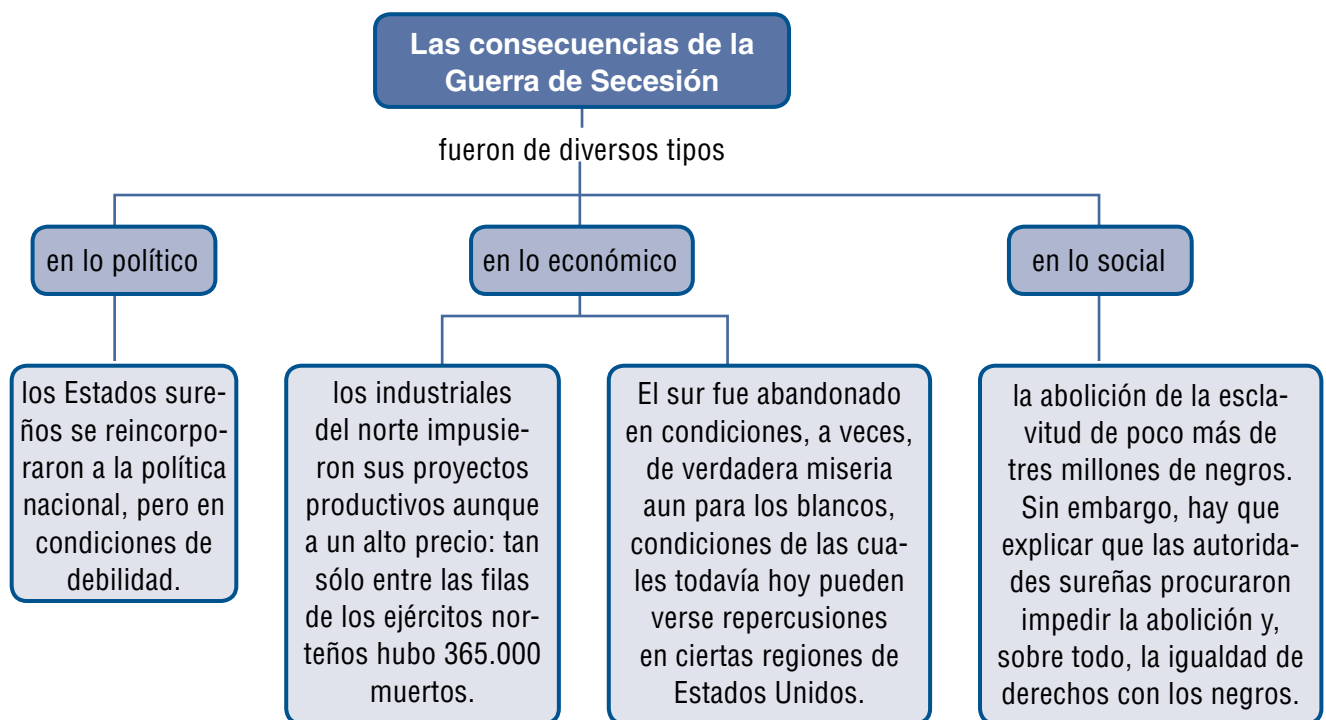 Las consecuencias de la
Guerra de Secesión
fueron de diversos tipos
en lo político
en lo económico
en lo social
los Estados sure-
ños se reincorpo-
raron a la política
nacional, pero en
condiciones de
debilidad.
los industriales
del norte impusie-
ron sus proyectos
productivos aunque
a un alto precio: tan
sólo entre las filas
de los ejércitos nor-
teños hubo 365.000
muertos.
El sur fue abandonado
en condiciones, a veces,
de verdadera miseria
aun para los blancos,
condiciones de las cua-
les todavía hoy pueden
verse repercusiones
en ciertas regiones de
Estados Unidos.
la abolición de la escla-
vitud de poco más de
tres millones de negros.
Sin embargo, hay que
explicar que las autorida-
des sureñas procuraron
impedir la abolición y,
sobre todo, la igualdad de
derechos con los negros.